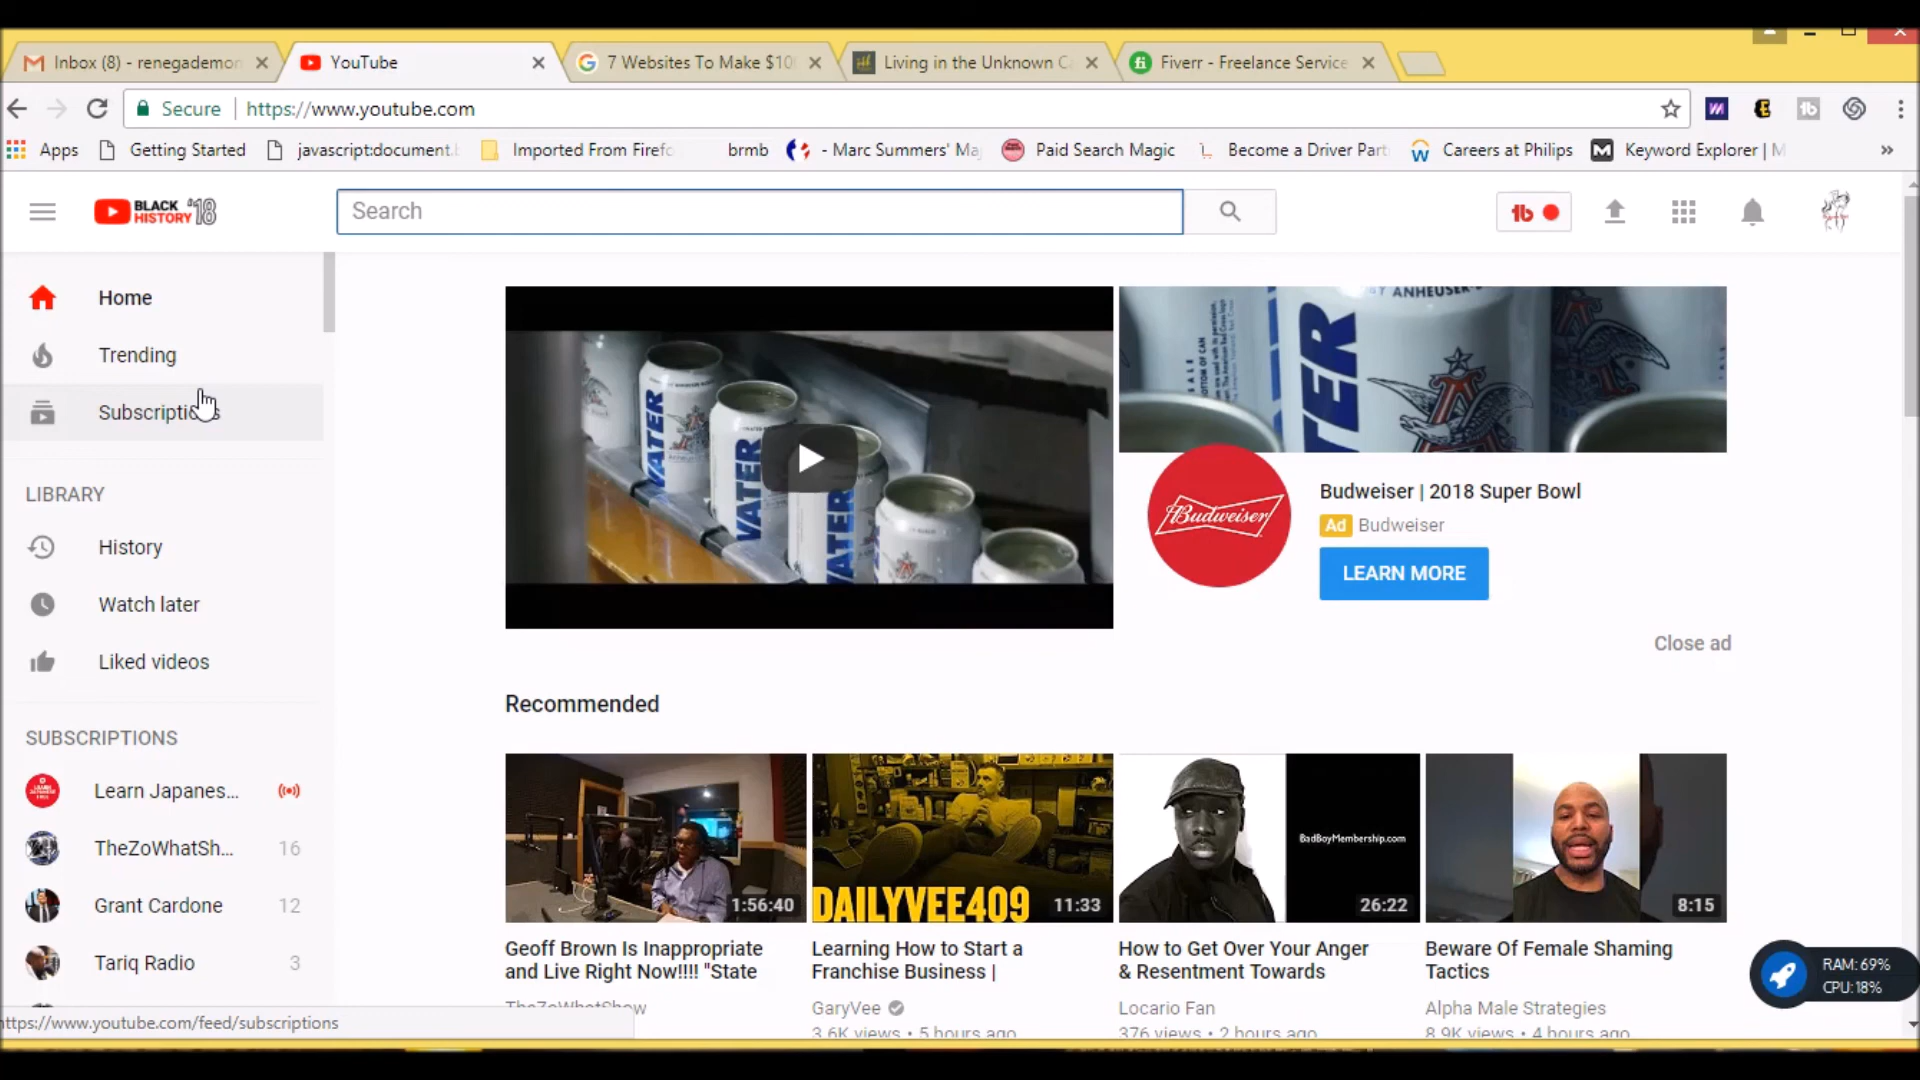 Inbox (8) - renegademon
YouTube
7 Websites To Make $10
Living in the Unknown C
Fiverr - Freelance Service
Secure
https://www.youtube.com
Apps
Getting Started
javascript:document.
Imported From Firefo
brmb
- Marc Summers' Ma
Paid Search Magic
Become a Driver Part
Careers at Philips
Keyword Explorer | M
»
BLACK HISTORY '18
Search
Home
Trending
Subscriptions
LIBRARY
History
Watch later
Liked videos
SUBSCRIPTIONS
Learn Japanes...
TheZoWhatSh... 16
Grant Cardone 12
Tariq Radio 3
WATER
WATER
WATER
BY ANHEUSER-B
WATER
TER
Budweiser
Budweiser | 2018 Super Bowl
Ad Budweiser
LEARN MORE
Close ad
Recommended
1:56:40
DAILYVEE409
11:33
BadBoyMembership.com
26:22
8:15
Geoff Brown Is Inappropriate
and Live Right Now!!!! "State
TheZoWhatShow
Learning How to Start a
Franchise Business |
GaryVee
3.6K views • 5 hours ago
How to Get Over Your Anger
& Resentment Towards
Locario Fan
376 views • 2 hours ago
Beware Of Female Shaming
Tactics
Alpha Male Strategies
8.9K views • 4 hours ago
RAM: 69%
CPU: 18%
https://www.youtube.com/feed/subscriptions